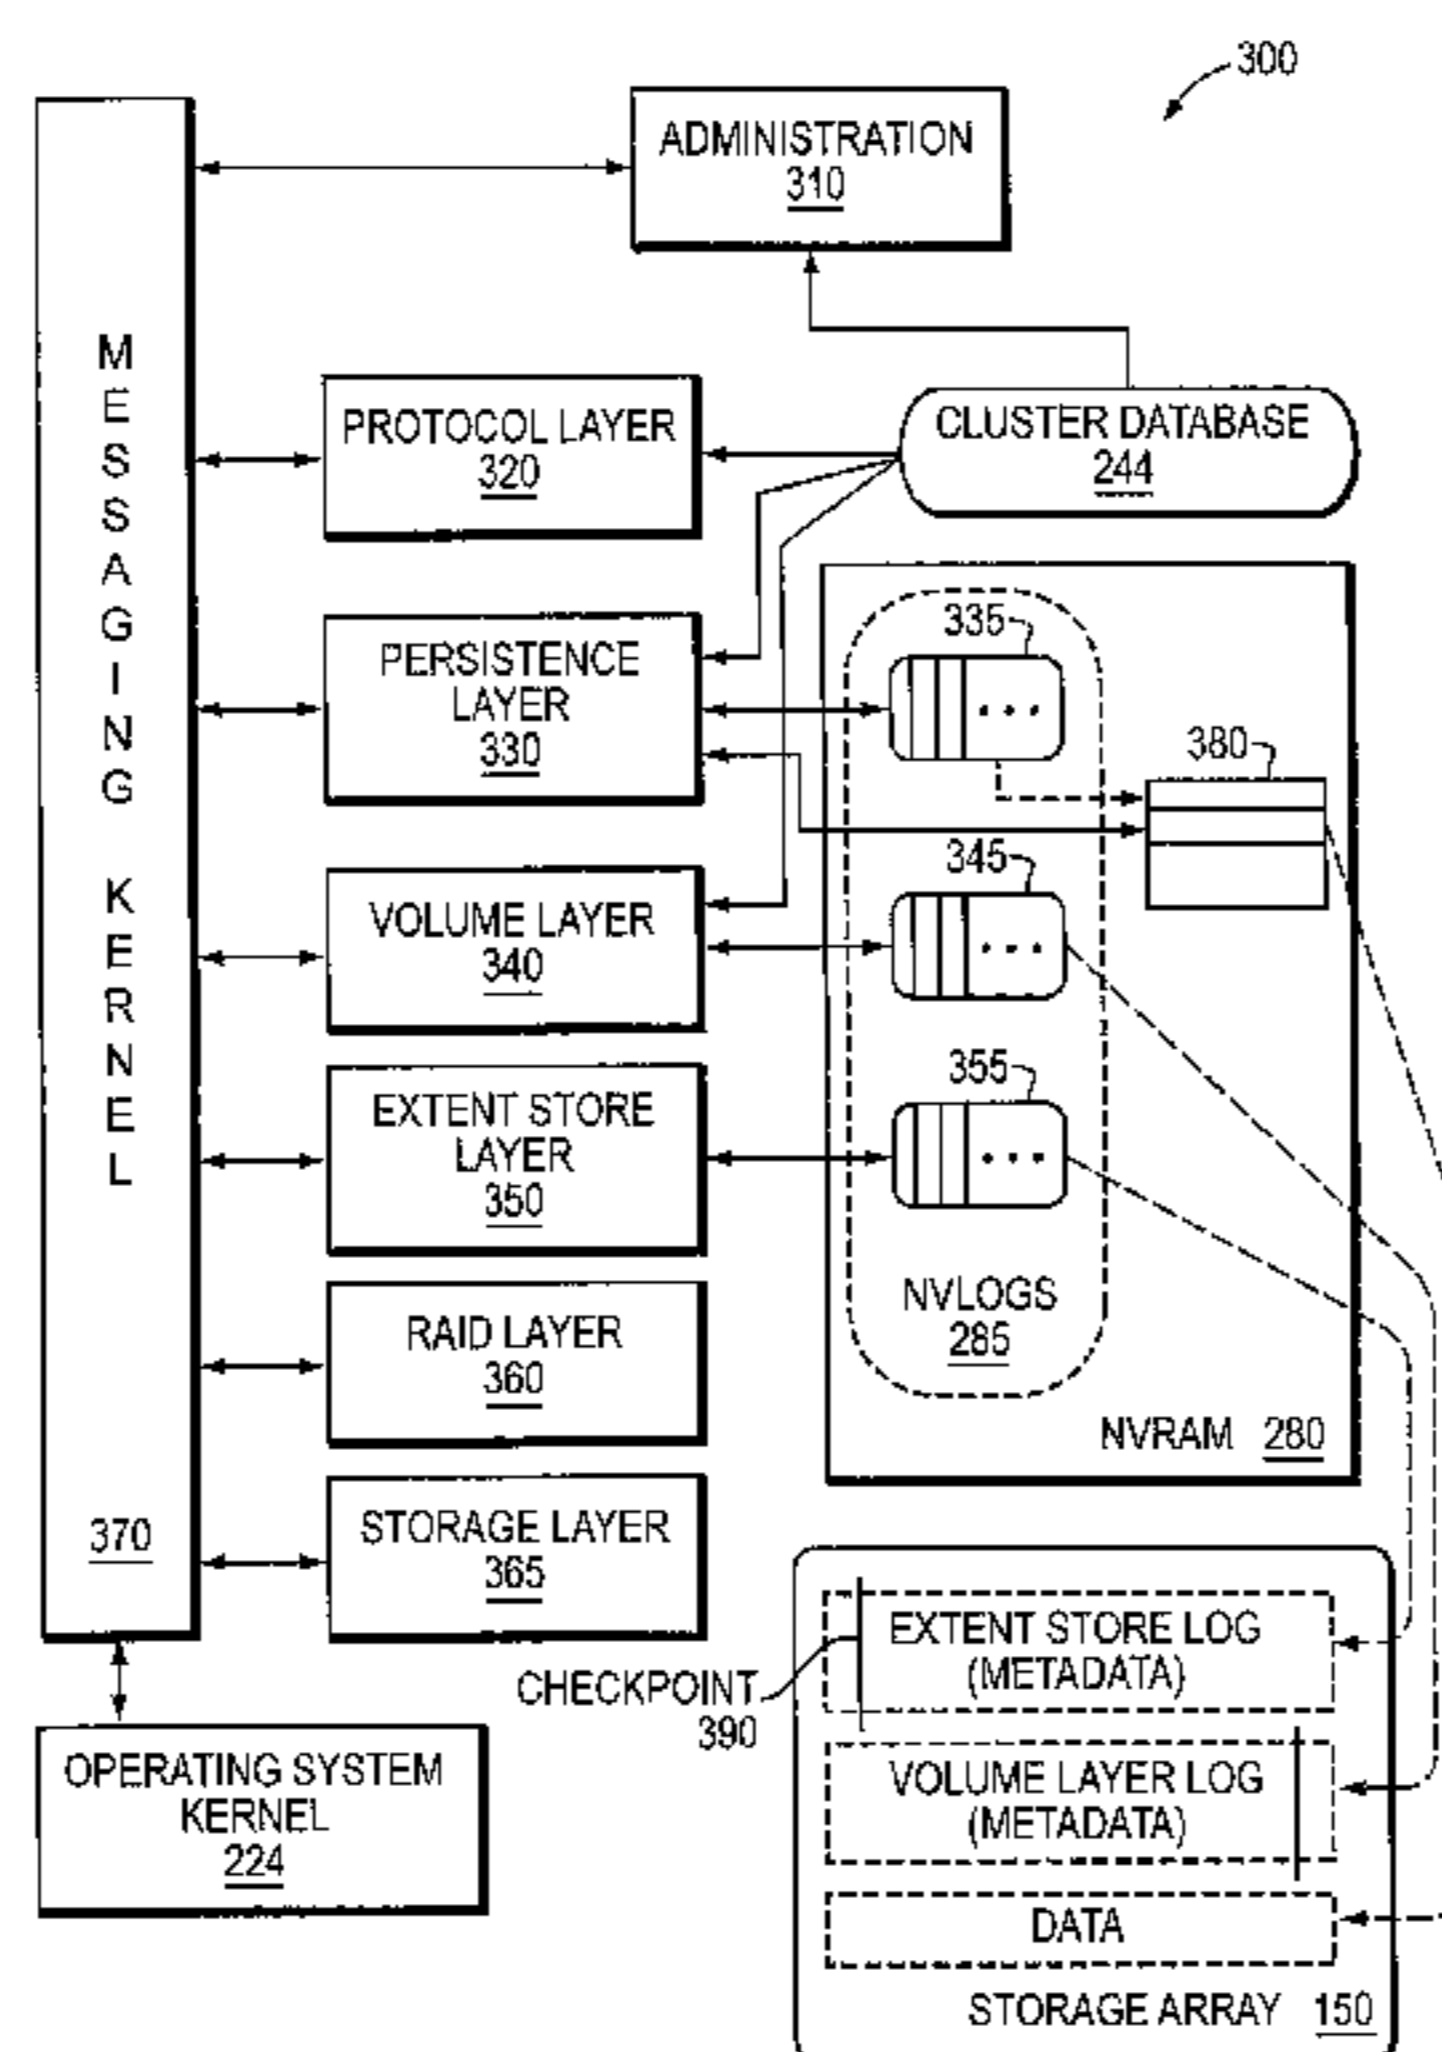 300
ADMINISTRATION
310
MESSAGING KERNEL
370
PROTOCOL LAYER
320
CLUSTER DATABASE
244
PERSISTENCE
LAYER
330
335
380
VOLUME LAYER
340
345
EXTENT STORE
LAYER
350
355
NVLOGS
285
RAID LAYER
360
NVRAM 280
STORAGE LAYER
365
EXTENT STORE LOG
(METADATA)
CHECKPOINT
390
VOLUME LAYER LOG
(METADATA)
DATA
STORAGE ARRAY 150
OPERATING SYSTEM
KERNEL
224